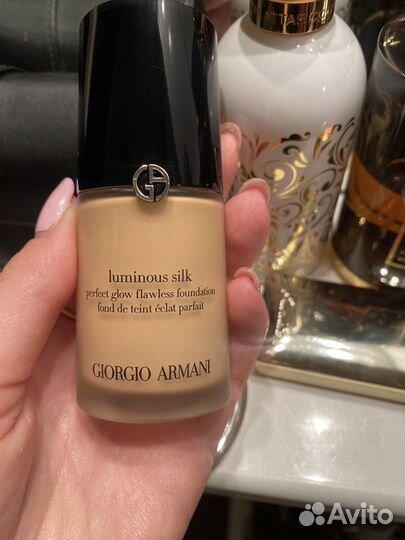 luminous silk
perfect glow flawless foundation
fond de teint éclat parfait
GIORGIO ARMANI
Avito